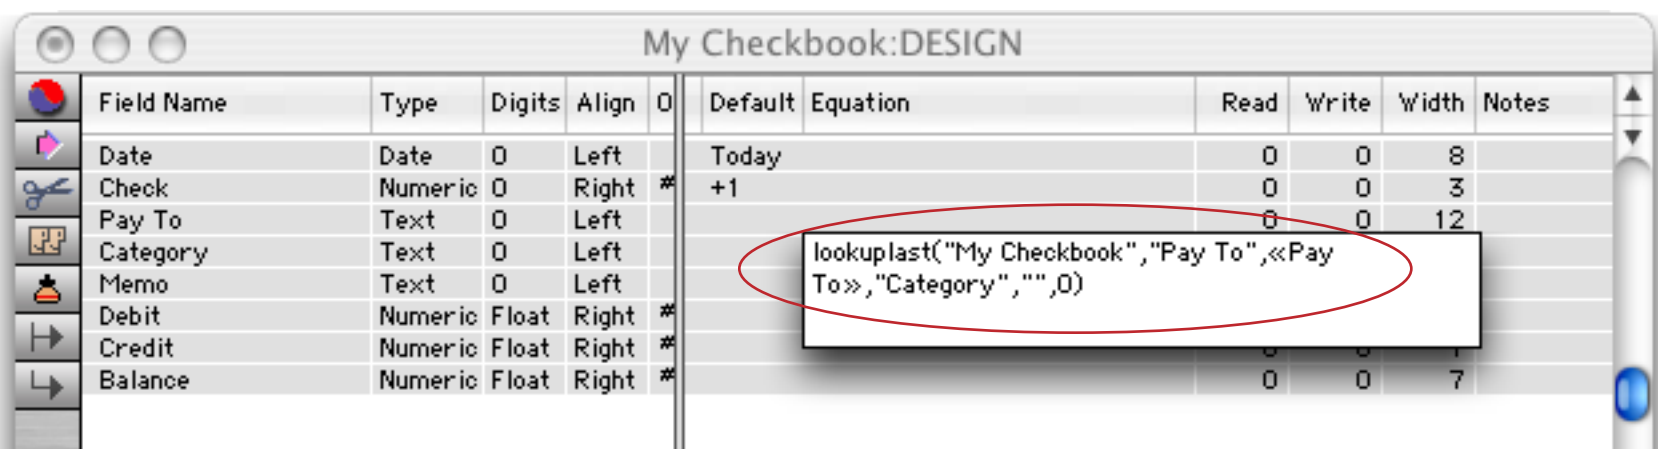 My Checkbook:DESIGN
Field Name Type Digits Align O Default Equation Read Write Width Notes
Date Date 0 Left Today 0 0 8
Check Numeric 0 Right # +1 0 0 3
Pay To Text 0 Left 0 0 12
Category Text 0 Left lookuplast("My Checkbook","Pay To",«Pay
Memo Text 0 Left To»,"Category","",0)
Debit Numeric Float Right #
Credit Numeric Float Right #
Balance Numeric Float Right # 0 0 7